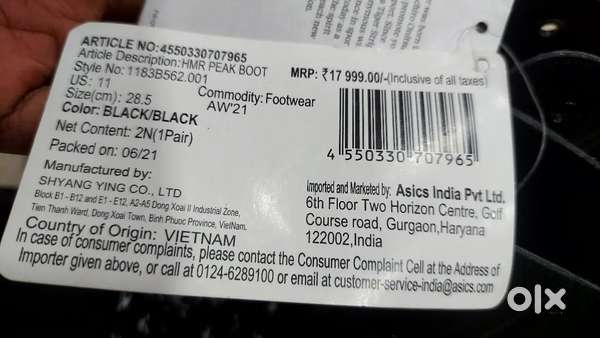 ARTICLE NO:4550330707965
Article Description:HMR PEAK BOOT
Style No:1183B562.001
MRP: ₹17 999.00/-(Inclusive of all taxes)
US: 11
Commodity: Footwear
Size(cm): 28.5
AW'21
Color: BLACK/BLACK
Net Content: 2N(1Pair)
Packed on: 06/21
4 550330 707965
Manufactured by:
SHYANG YING CO., LTD
Block B1 - B12 and E1 - E12, A2-A5 Dong Xoai II Industrial Zone,
Tien Thanh Ward, Dong Xoai Town, Binh Phuoc Province, VietNam.
Country of Origin: VIETNAM
Imported and Marketed by: Asics India Pvt Ltd.
6th Floor Two Horizon Centre, Golf
Course road, Gurgaon,Haryana
122002,India
In case of consumer complaints, please contact the Consumer Complaint Cell at the Address of
Importer given above, or call at 0124-6289100 or email at customer-service-india@asics.com
olx